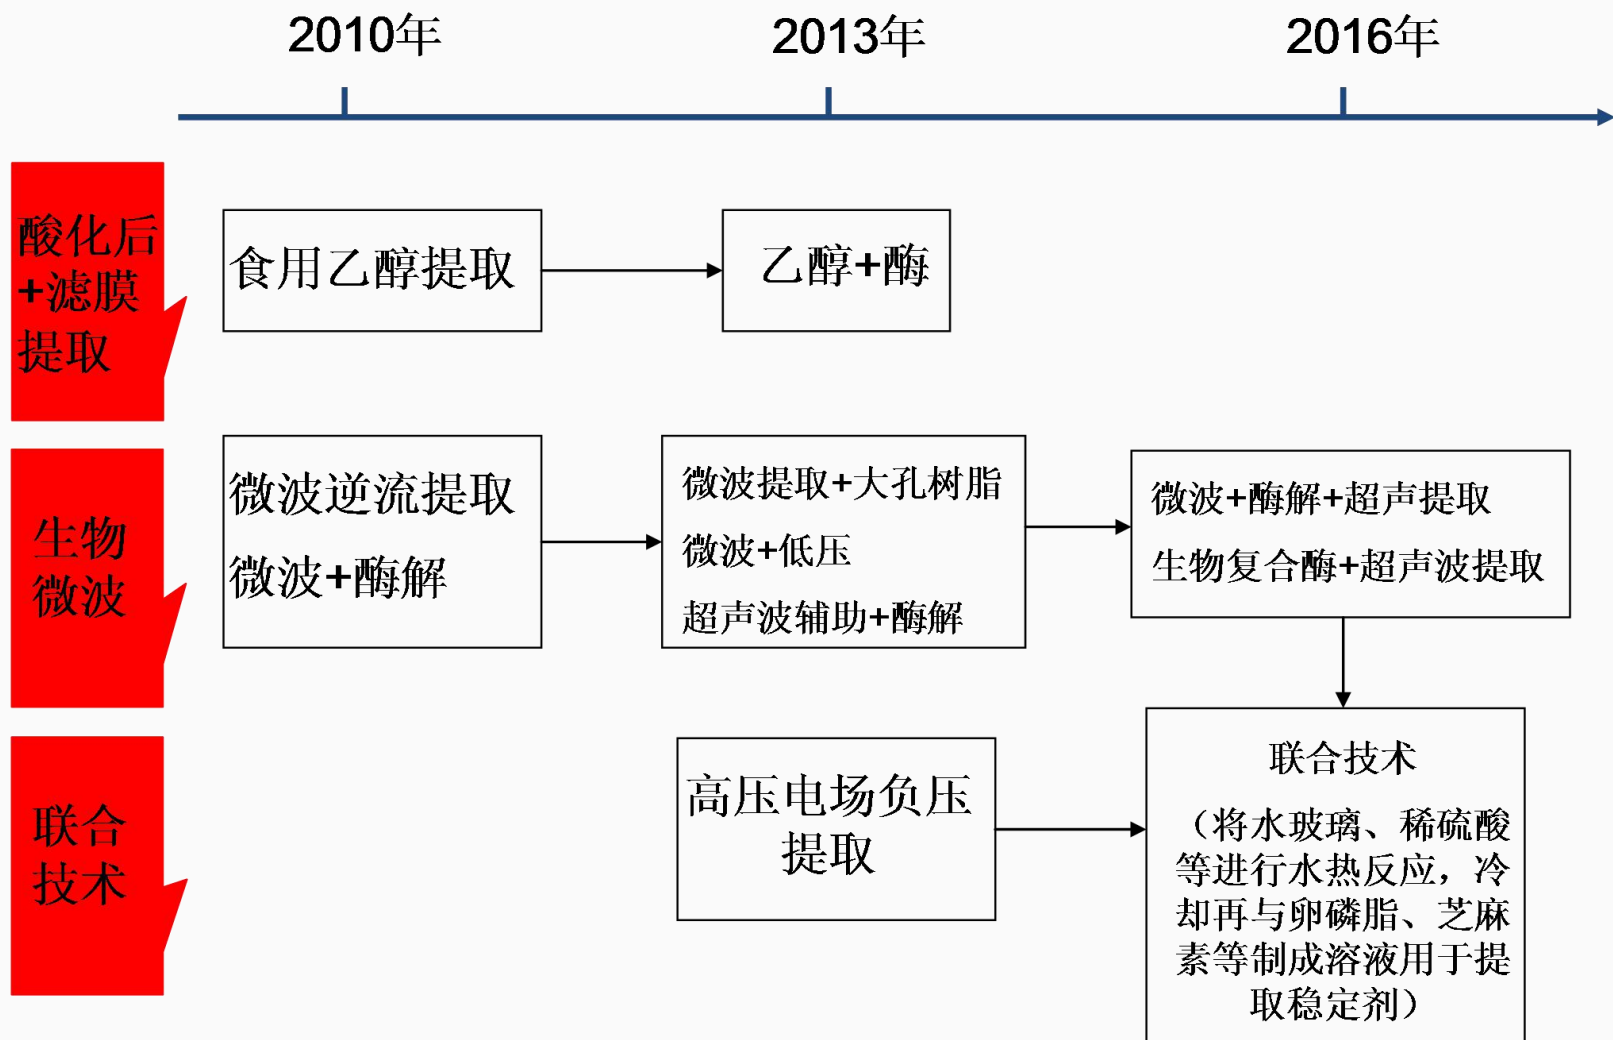 2010年
2013年
2016年
酸化后
+滤膜
提取
食用乙醇提取
乙醇+酶
生物
微波
微波逆流提取
微波+酶解
微波提取+大孔树脂
微波+低压
超声波辅助+酶解
微波+酶解+超声提取
生物复合酶+超声波提取
联合
技术
高压电场负压
提取
联合技术
（将水玻璃、稀硫酸
等进行水热反应，冷
却再与卵磷脂、芝麻
素等制成溶液用于提
取稳定剂）